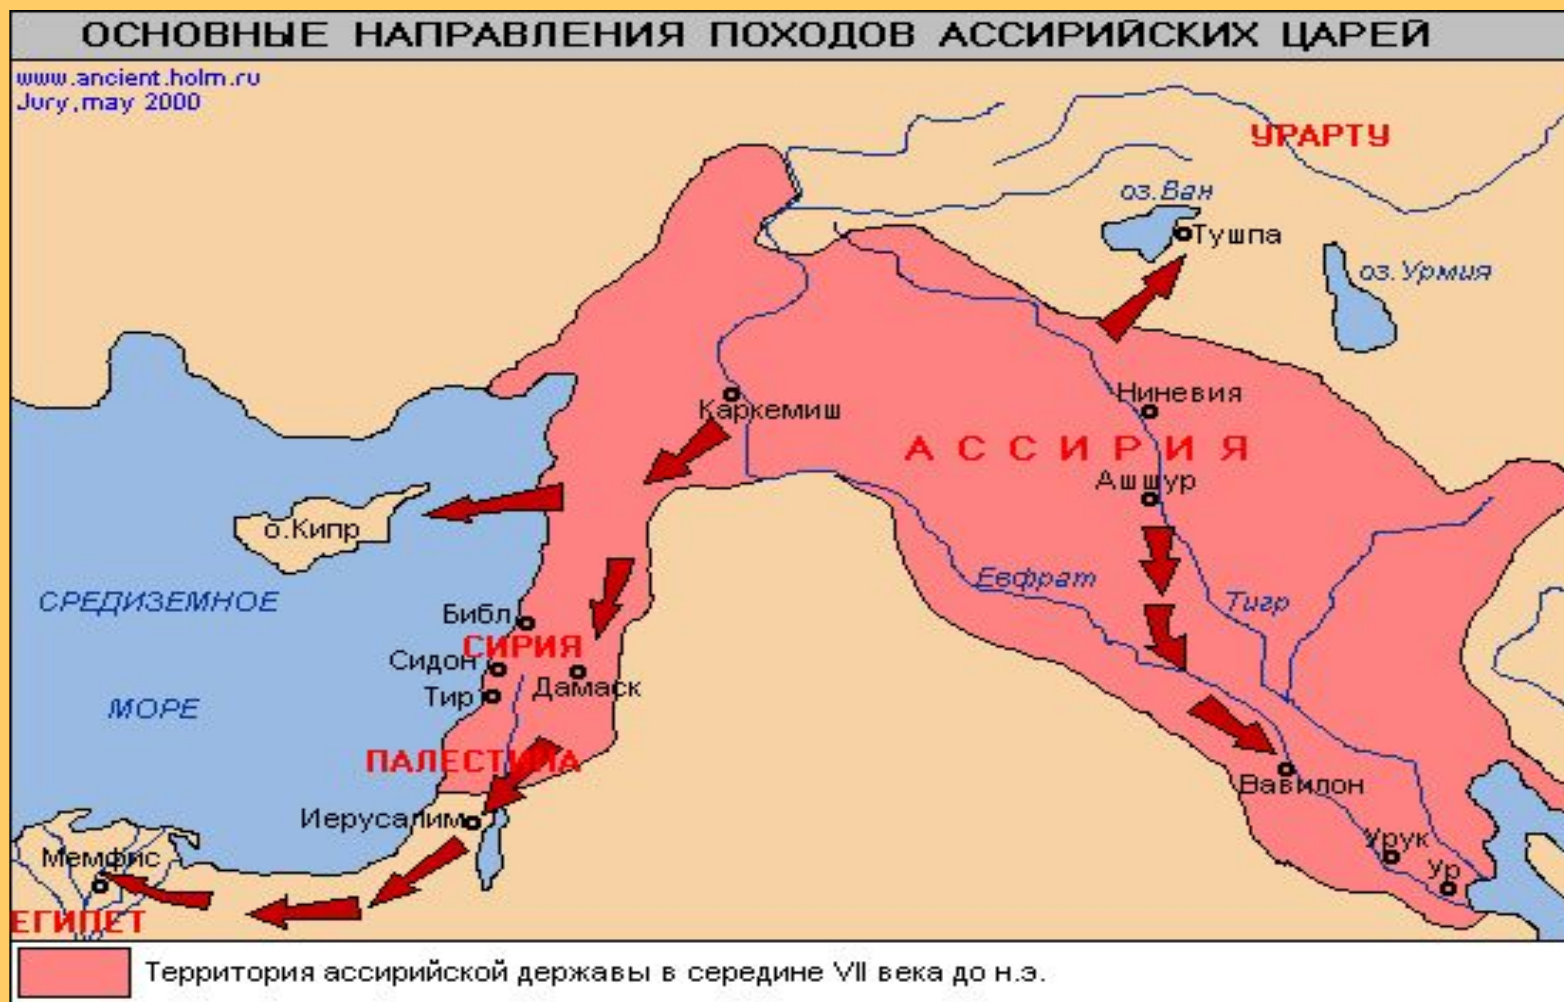 ОСНОВНЫЕ НАПРАВЛЕНИЯ ПОХОДОВ АССИРИЙСКИХ ЦАРЕЙ
www.ancient.holm.ru
Jury,may 2000
УРАРТУ
оз.Ван
Тушпа
оз.Урмия
Каркемиш
Ниневия
АССИРИЯ
Ашшур
о.Кипр
Евфрат
Тигр
СРЕДИЗЕМНОЕ
МОРЕ
Библ
СИРИЯ
Сидон
Дамаск
Тир
ПАЛЕСТИНА
Вавилон
Иерусалим
Урук
Ур
Мемфис
ЕГИПЕТ
Территория ассирийской державы в середине VII века до н.э.